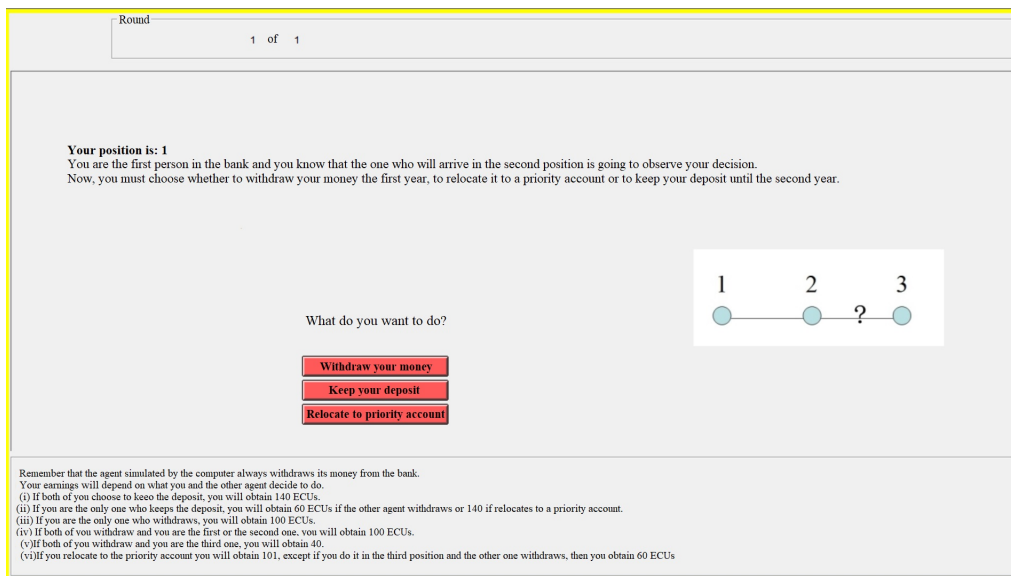 Round
1 of 1
Your position is: 1
You are the first person in the bank and you know that the one who will arrive in the second position is going to observe your decision.
Now, you must choose whether to withdraw your money the first year, to relocate it to a priority account or to keep your deposit until the second year.
1 2 3
?
What do you want to do?
Withdraw your money
Keep your deposit
Relocate to priority account
Remember that the agent simulated by the computer always withdraws its money from the bank.
Your earnings will depend on what you and the other agent decide to do.
(i) If both of you choose to keeo the deposit, you will obtain 140 ECUs.
(ii) If you are the only one who keeps the deposit, you will obtain 60 ECUs if the other agent withdraws or 140 if relocates to a priority account.
(iii) If you are the only one who withdraws, you will obtain 100 ECUs.
(iv) If both of you withdraw and you are the first or the second one, you will obtain 100 ECUs.
(v)If both of you withdraw and you are the third one, you will obtain 40.
(vi)If you relocate to the priority account you will obtain 101, except if you do it in the third position and the other one withdraws, then you obtain 60 ECUs